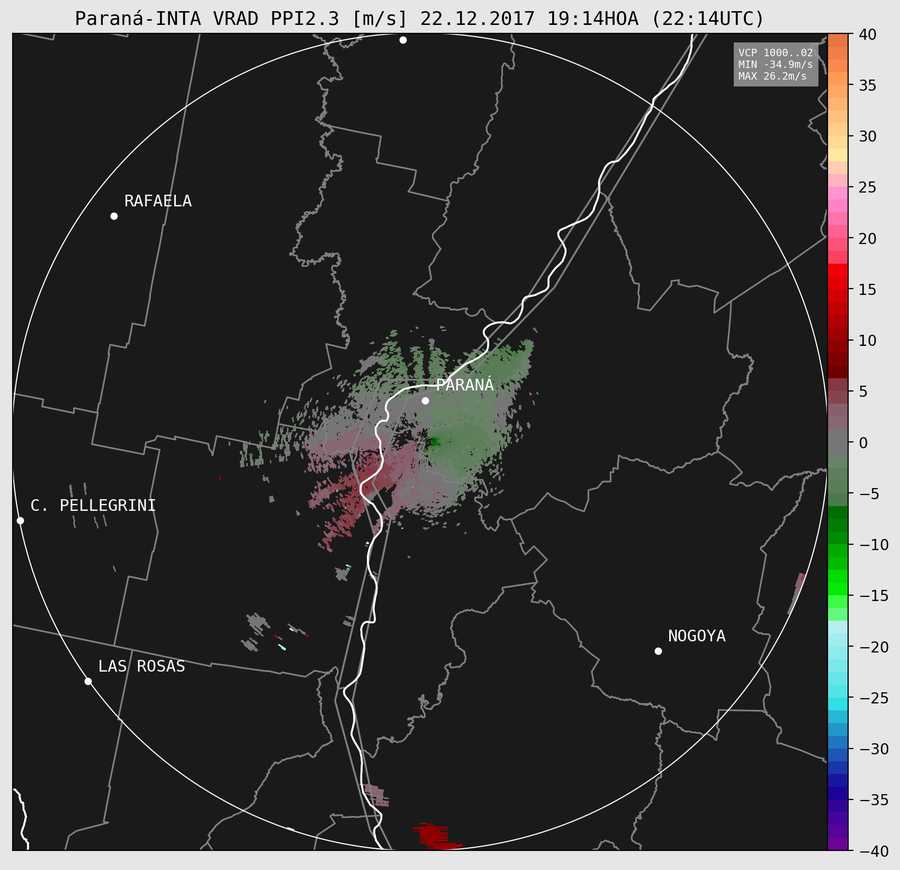 Paraná-INTA VRAD PPI2.3 [m/s] 22.12.2017 19:14HOA (22:14UTC)
VCP 1000..02
MIN -34.9m/s
MAX 26.2m/s
RAFAELA
PARANÁ
C. PELLEGRINI
NOGOYA
LAS ROSAS
40
35
30
25
20
15
10
5
0
−5
−10
−15
−20
−25
−30
−35
−40